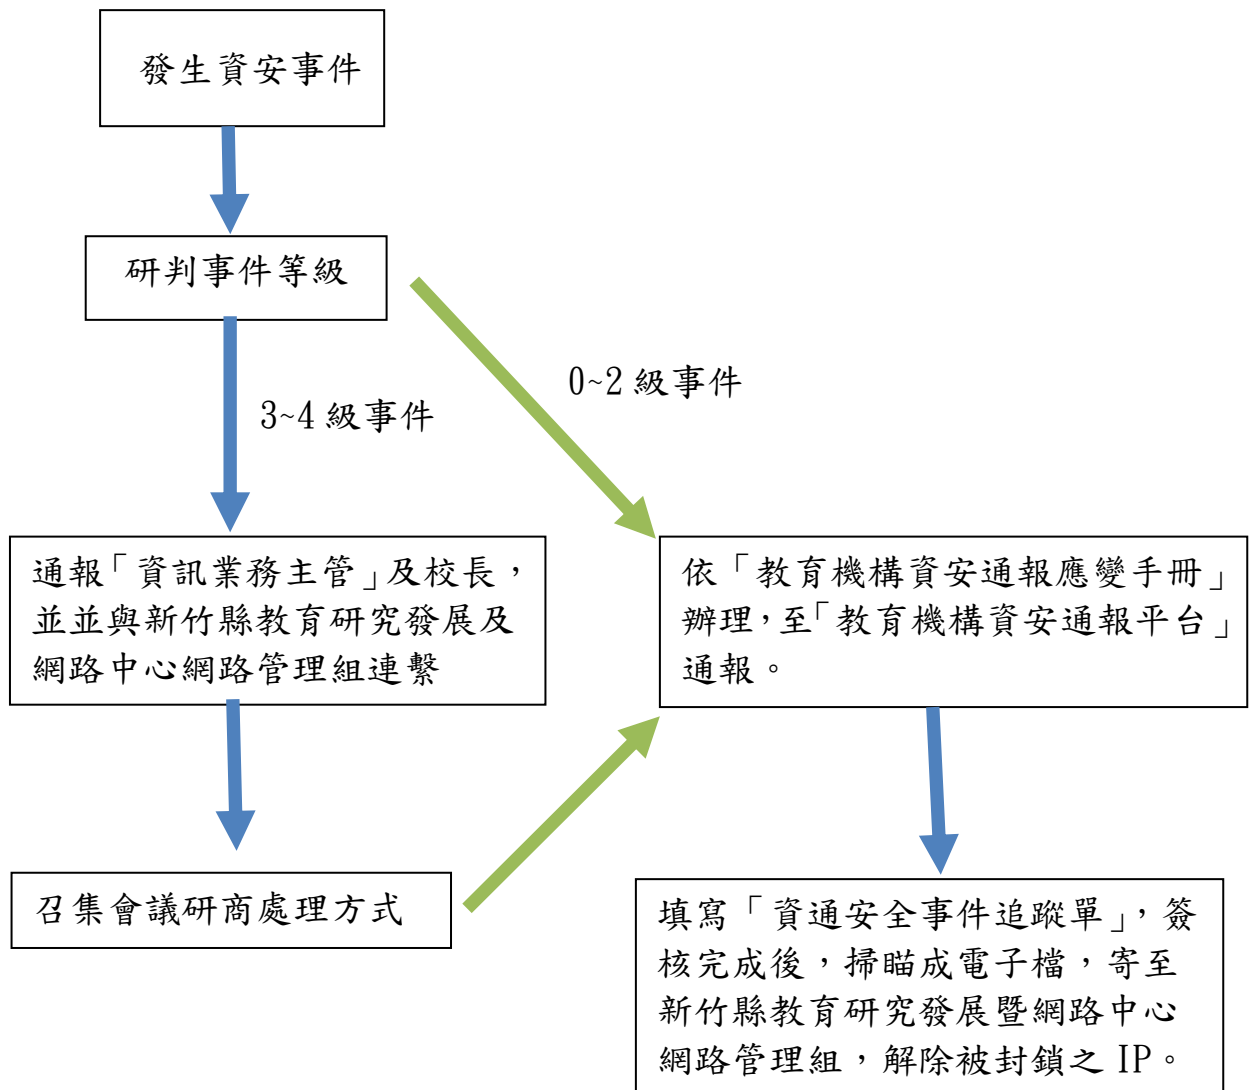 發生資安事件
研判事件等級
0~2 級事件
3~4 級事件
通報「資訊業務主管」及校長，
並並與新竹縣教育研究發展及
網路中心網路管理組連繫
依「教育機構資安通報應變手冊」
辦理，至「教育機構資安通報平台」
通報。
召集會議研商處理方式
填寫「資通安全事件追蹤單」，簽
核完成後，掃瞄成電子檔，寄至
新竹縣教育研究發展暨網路中心
網路管理組，解除被封鎖之 IP。